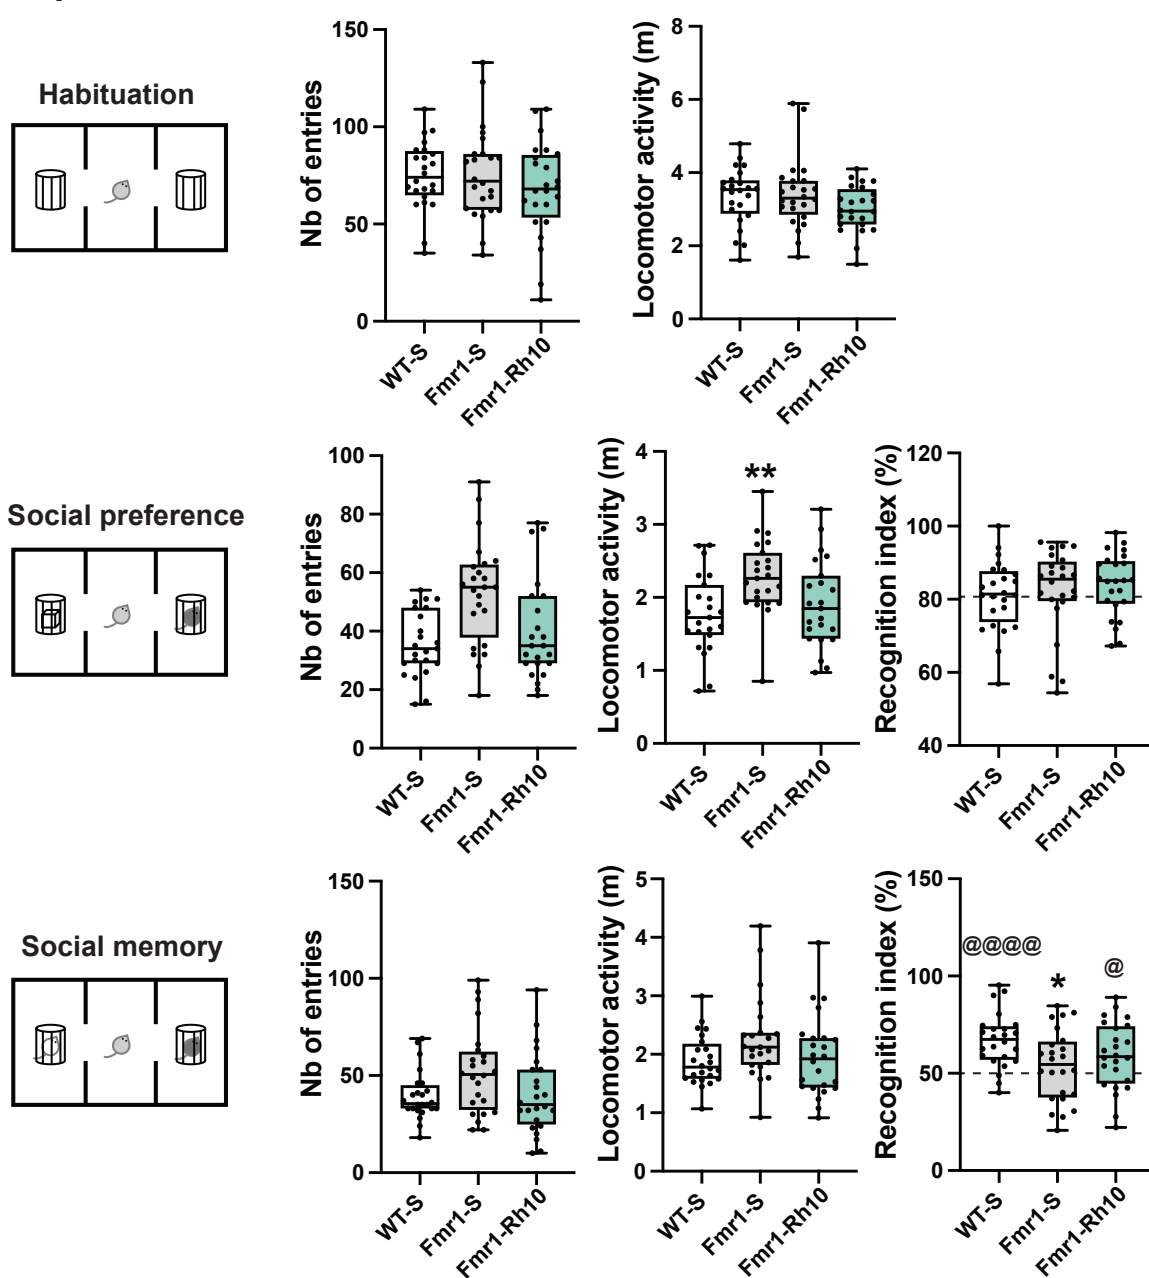 Habituation
Nb of entries
150
100
50
0
WT-S
Fmr1-S
Fmr1-Rh10
Locomotor activity (m)
8
6
4
2
0
WT-S
Fmr1-S
Fmr1-Rh10
Social preference
Nb of entries
100
80
60
40
20
0
WT-S
Fmr1-S
Fmr1-Rh10
Locomotor activity (m)
4
3
2
1
0
**
WT-S
Fmr1-S
Fmr1-Rh10
Recognition index (%)
120
100
80
60
40
WT-S
Fmr1-S
Fmr1-Rh10
Social memory
Nb of entries
150
100
50
0
WT-S
Fmr1-S
Fmr1-Rh10
Locomotor activity (m)
5
4
3
2
1
0
WT-S
Fmr1-S
Fmr1-Rh10
Recognition index (%)
150
100
50
0
@@@@
*
@
WT-S
Fmr1-S
Fmr1-Rh10